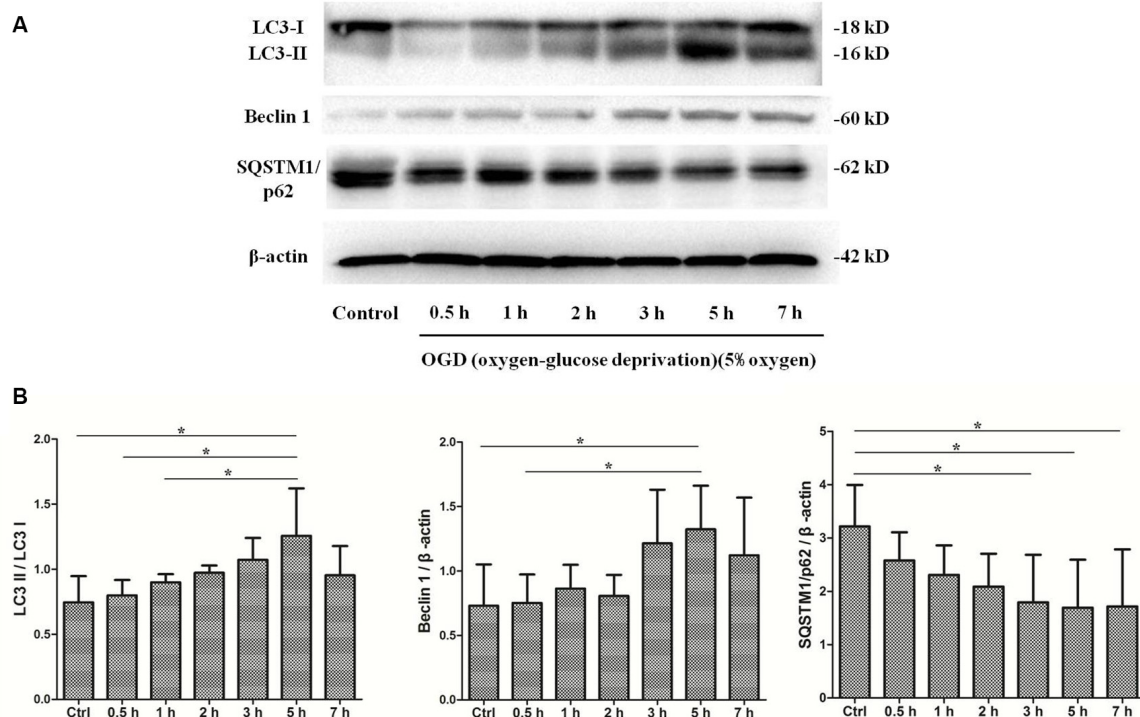 A
LC3-I -18 kD
LC3-II -16 kD
Beclin 1 -60 kD
SQSTM1/ -62 kD
p62
β-actin -42 kD
Control 0.5 h 1 h 2 h 3 h 5 h 7 h
OGD (oxygen-glucose deprivation)(5% oxygen)
B
LC3 II / LC3 I
2.0
1.5
1.0
0.5
0.0
* 
*
*
Ctrl 0.5 h 1 h 2 h 3 h 5 h 7 h
Beclin 1 / β -actin
2.0
1.5
1.0
0.5
0.0
*
*
Ctrl 0.5 h 1 h 2 h 3 h 5 h 7 h
SQSTM1/p62 / β -actin
5
4
3
2
1
0
*
*
*
Ctrl 0.5 h 1 h 2 h 3 h 5 h 7 h